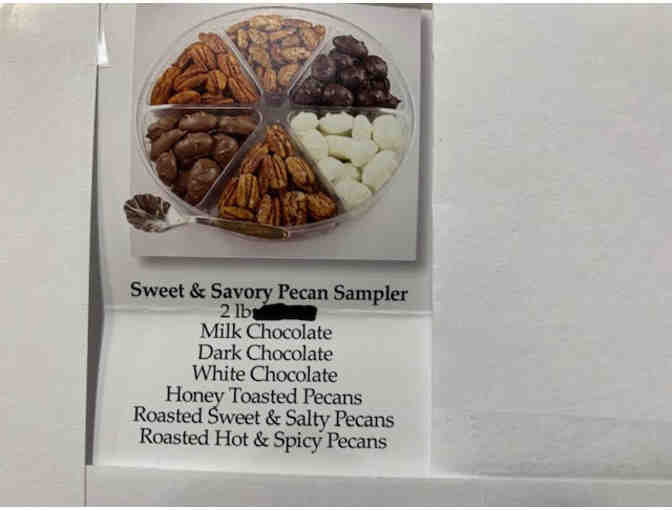 Sweet & Savory Pecan Sampler
2 lb
Milk Chocolate
Dark Chocolate
White Chocolate
Honey Toasted Pecans
Roasted Sweet & Salty Pecans
Roasted Hot & Spicy Pecans